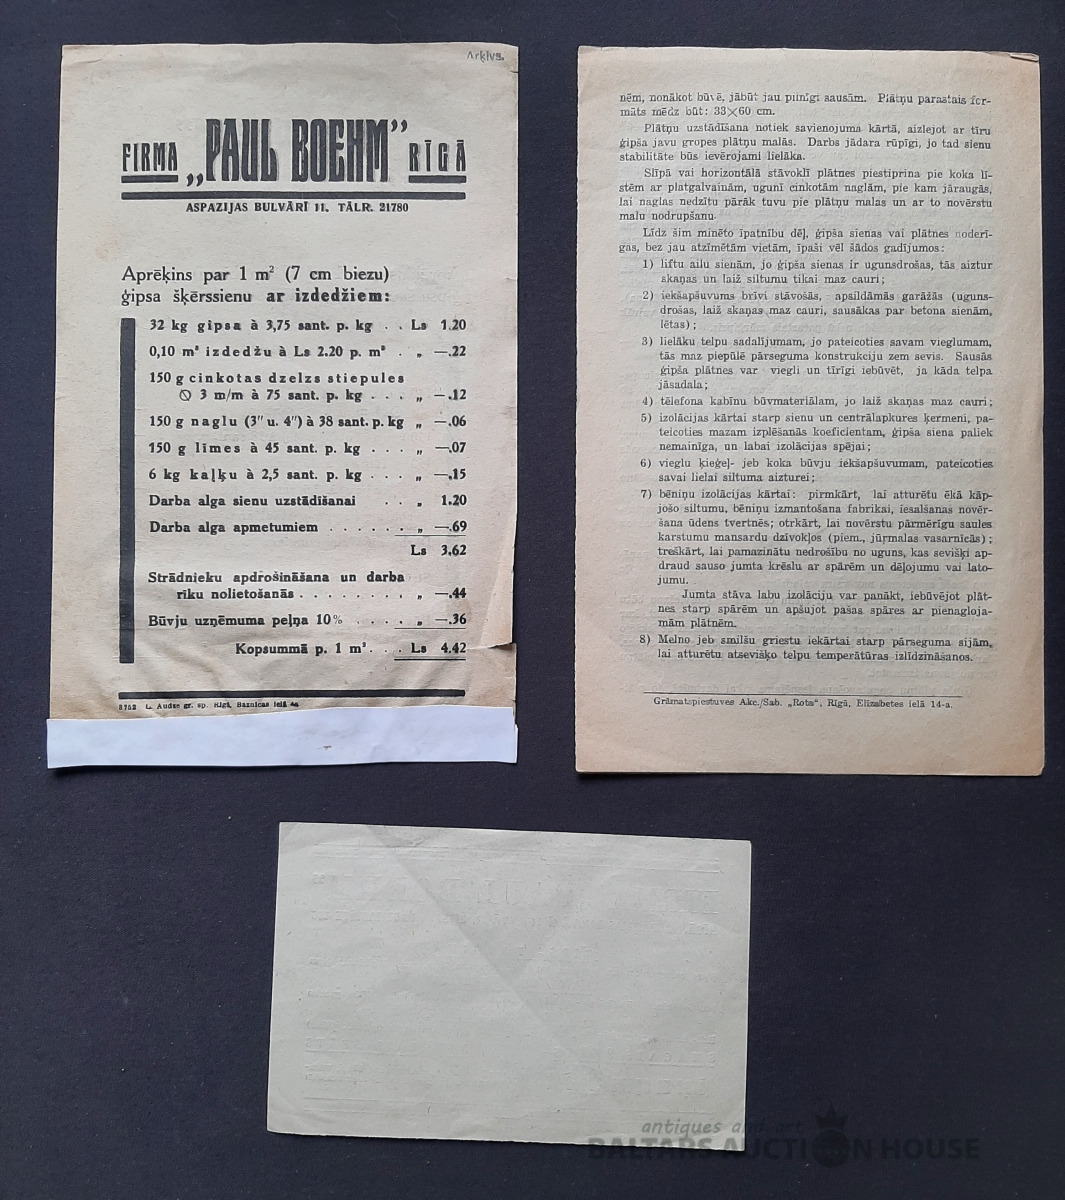 Arķīvs.
FIRMA „PAUL BOEHM” RĪGĀ
ASPAZIJAS BULVĀRĪ 11. TĀLR. 21780
Aprēķins par 1 m² (7 cm biezu)
ģipsa šķērssienu ar izdedžiem:
32 kg gipsa à 3,75 sant. p. kg . . Ls 1.20
0,10 m³ izdedžu à Ls 2.20 p. m³ . „ —.22
150 g cinkotas dzelzs stiepules
⦰ 3 m/m à 75 sant. p. kg . . . „ —.12
150 g naglu (3″ u. 4″) à 38 sant. p. kg „ —.06
150 g līmes à 45 sant. p. kg . . . „ —.07
6 kg kaļķu à 2,5 sant. p. kg . . . „ —.15
Darba alga sienu uzstādīšanai . . „ 1.20
Darba alga apmetumiem . . . . . . „ —.69
Ls 3.62
Strādnieku apdrošināšana un darba
rīku nolietošanās . . . . . . . . „ —.44
Būvju uzņēmuma peļņa 10% . . . . „ —.36
Kopsummā p. 1 m² . . . Ls 4.42
8762 L. Audze gr. sp. Rīgā, Baznīcas ielā 4a
nēm, nonākot būvē, jābūt jau pilnīgi sausām. Plātņu parastais for-
māts mēdz būt: 33×60 cm.
Plātņu uzstādīšana notiek savienojuma kārtā, aizlejot ar tīru
ģipša javu gropes plātņu malās. Darbs jādara rūpīgi, jo tad sienu
stabilitāte būs ievērojami lielāka.
Slīpā vai horizontālā stāvoklī plātnes piestiprina pie koka lī-
stēm ar platgalvainām, ugunī cinkotām naglām, pie kam jāraugās,
lai naglas nedzītu pārāk tuvu pie plātņu malas un ar to novērstu
malu nodrupšanu.
Līdz šim minēto īpatnību dēļ, ģipša sienas vai plātnes noderī-
gas, bez jau atzīmētām vietām, īpaši vēl šādos gadījumos:
1) liftu ailu sienām, jo ģipša sienas ir ugunsdrošas, tās aiztur
skaņas un laiž siltumu tikai maz cauri;
2) iekšapšuvums brīvi stāvošās, apsildāmās garāžās (uguns-
drošas, laiž skaņas maz cauri, sausākas par betona sienām,
lētas);
3) lielāku telpu sadalījumam, jo pateicoties savam vieglumam,
tās maz piepūlē pārseguma konstrukciju zem sevis. Sausās
ģipša plātnes var viegli un tīrīgi iebūvēt, ja kāda telpa
jāsadala;
4) tēlefona kabīnu būvmateriālam, jo laiž skaņas maz cauri;
5) izolācijas kārtai starp sienu un centrālapkures ķermeni, pa-
teicoties mazam izplēšanās koeficientam, ģipša siena paliek
nemainīga, un labai izolācijas spējai;
6) vieglu ķieģeļ- jeb koka būvju iekšapšuvumam, pateicoties
savai lielai siltuma aizturei;
7) bēniņu izolācijas kārtai: pirmkārt, lai atturētu ēkā kāp-
jošo siltumu, bēniņu izmantošana fabrikai, iesalšanas novēr-
šana ūdens tvertnēs; otrkārt, lai novērstu pārmērīgu saules
karstumu mansardu dzīvokļos (piem., jūrmalas vasarnīcās);
treškārt, lai pamazinātu nedrošību no uguns, kas sevišķi ap-
draud sauso jumta krēslu ar spārēm un dēļojumu vai lato-
jumu.
Jumta stāva labu izolāciju var panākt, iebūvējot plāt-
nes starp spārēm un apšujot pašas spāres ar pienagloja-
mām plātnēm.
8) Melno jeb smilšu griestu iekārtai starp pārseguma sijām,
lai atturētu atsevišķo telpu temperātūras izlīdzināšanos.
Grāmatspiestuves Akc./Sab. „Rota“, Rīgā, Elīzabetes ielā 14-a.
antiques and art
BALTARS AUCTION HOUSE